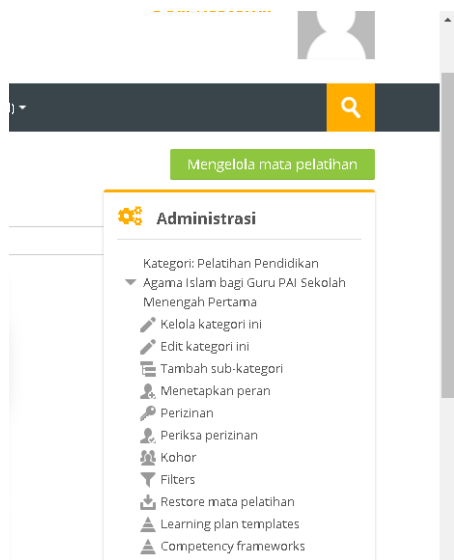 Mengelola mata pelatihan
Administrasi
Kategori: Pelatihan Pendidikan
Agama Islam bagi Guru PAI Sekolah
Menengah Pertama
Kelola kategori ini
Edit kategori ini
Tambah sub-kategori
Menetapkan peran
Perizinan
Periksa perizinan
Kohor
Filters
Restore mata pelatihan
Learning plan templates
Competency frameworks